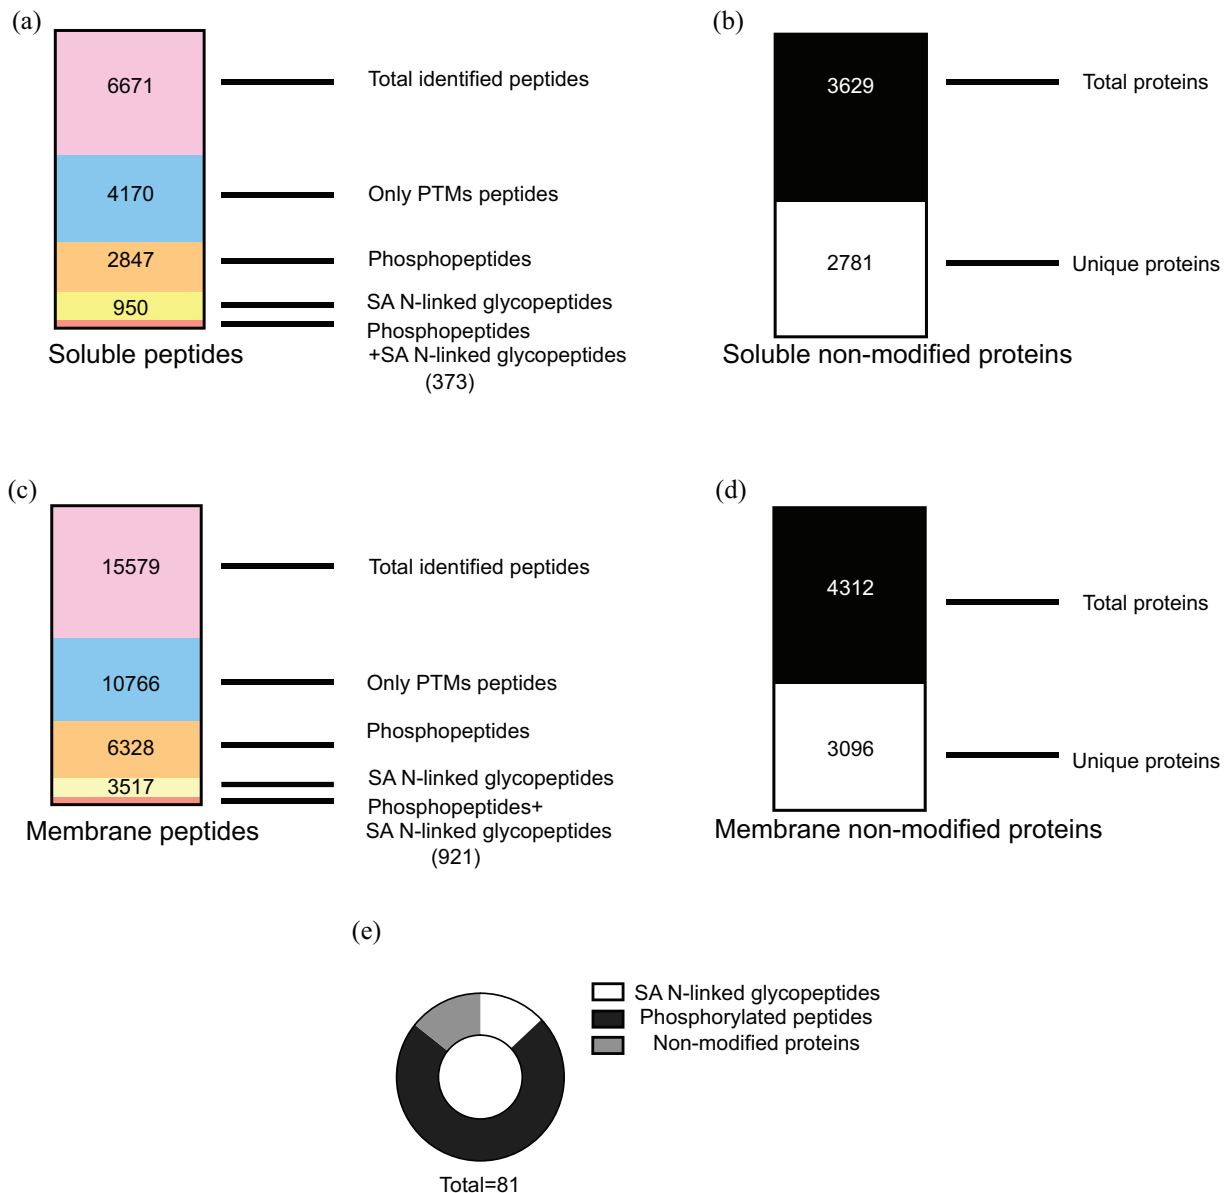 (a)
6671
Total identified peptides
4170
Only PTMs peptides
2847
Phosphopeptides
950
SA N-linked glycopeptides
Phosphopeptides
+SA N-linked glycopeptides
(373)
Soluble peptides
(b)
3629
Total proteins
2781
Unique proteins
Soluble non-modified proteins
(c)
15579
Total identified peptides
10766
Only PTMs peptides
6328
Phosphopeptides
3517
SA N-linked glycopeptides
Phosphopeptides+
SA N-linked glycopeptides
(921)
Membrane peptides
(d)
4312
Total proteins
3096
Unique proteins
Membrane non-modified proteins
(e)
SA N-linked glycopeptides
Phosphorylated peptides
Non-modified proteins
Total=81